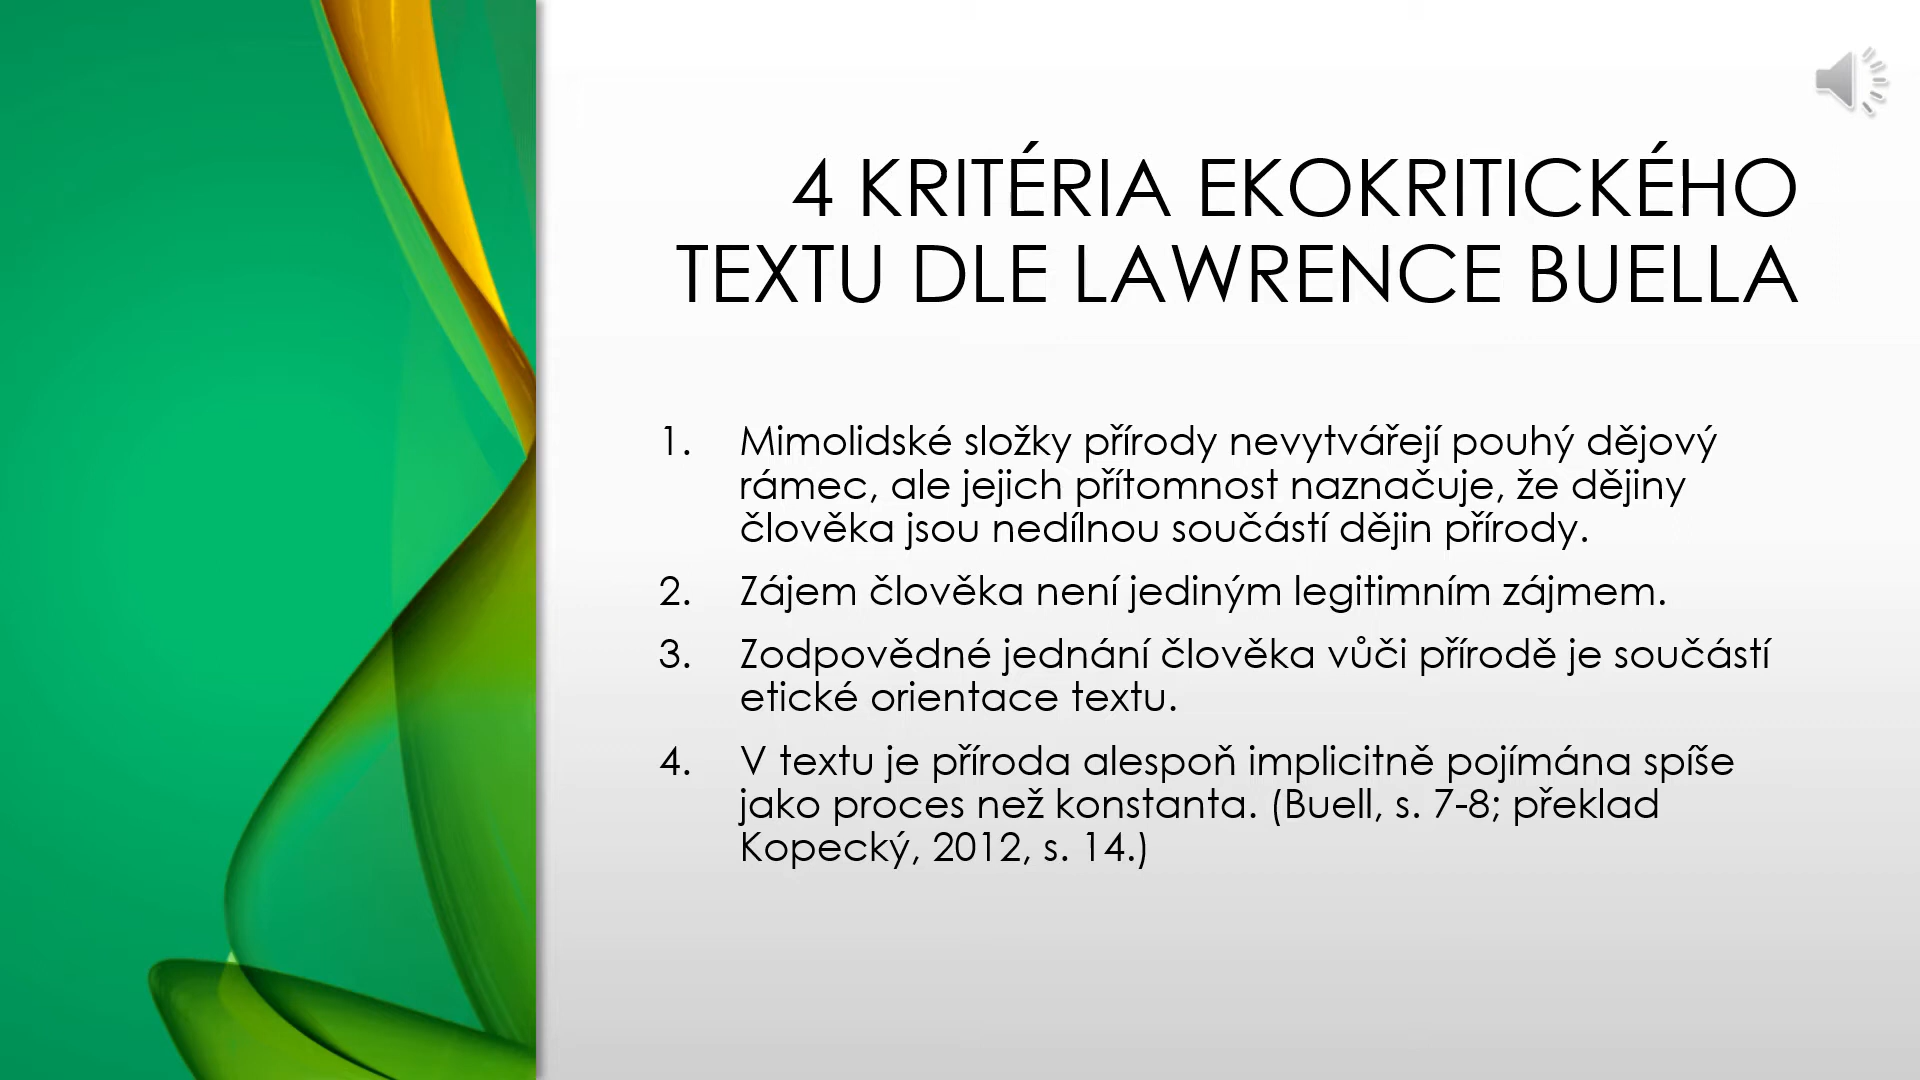 4 KRITÉRIA EKOKRITICKÉHO
TEXTU DLE LAWRENCE BUELLA
1. Mimolidské složky přírody nevytvářejí pouhý dějový
rámec, ale jejich přítomnost naznačuje, že dějiny
člověka jsou nedílnou součástí dějin přírody.
2. Zájem člověka není jediným legitimním zájmem.
3. Zodpovědné jednání člověka vůči přírodě je součástí
etické orientace textu.
4. V textu je příroda alespoň implicitně pojímána spíše
jako proces než konstanta. (Buell, s. 7-8; překlad
Kopecký, 2012, s. 14.)